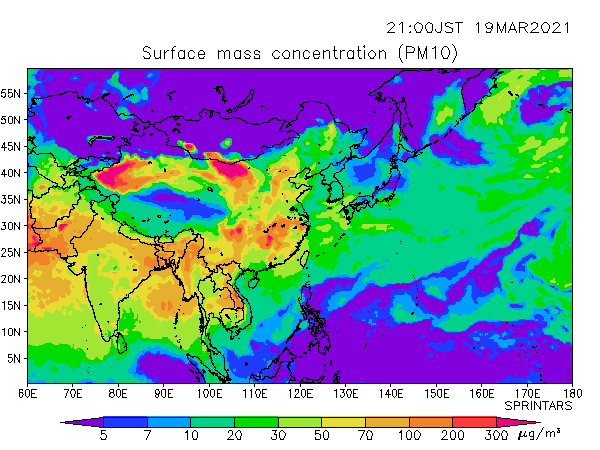 21:00JST 19MAR2021
Surface mass concentration (PM10)
55N
50N
45N
40N
35N
30N
25N
20N
15N
10N
5N
60E 70E 80E 90E 100E 110E 120E 130E 140E 150E 160E 170E 180
SPRINTARS
5 7 10 20 30 50 70 100 200 300 μg/m³